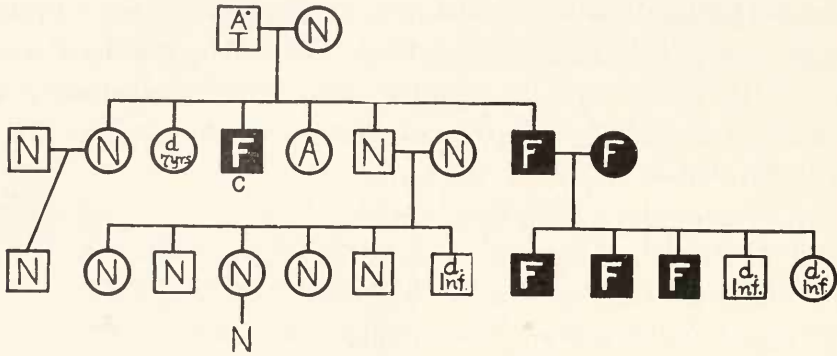 A T N
N N d 7yrs F A N N F F
C
N N N N N N d. Inf. F F F d. Inf. d. Inf.
N